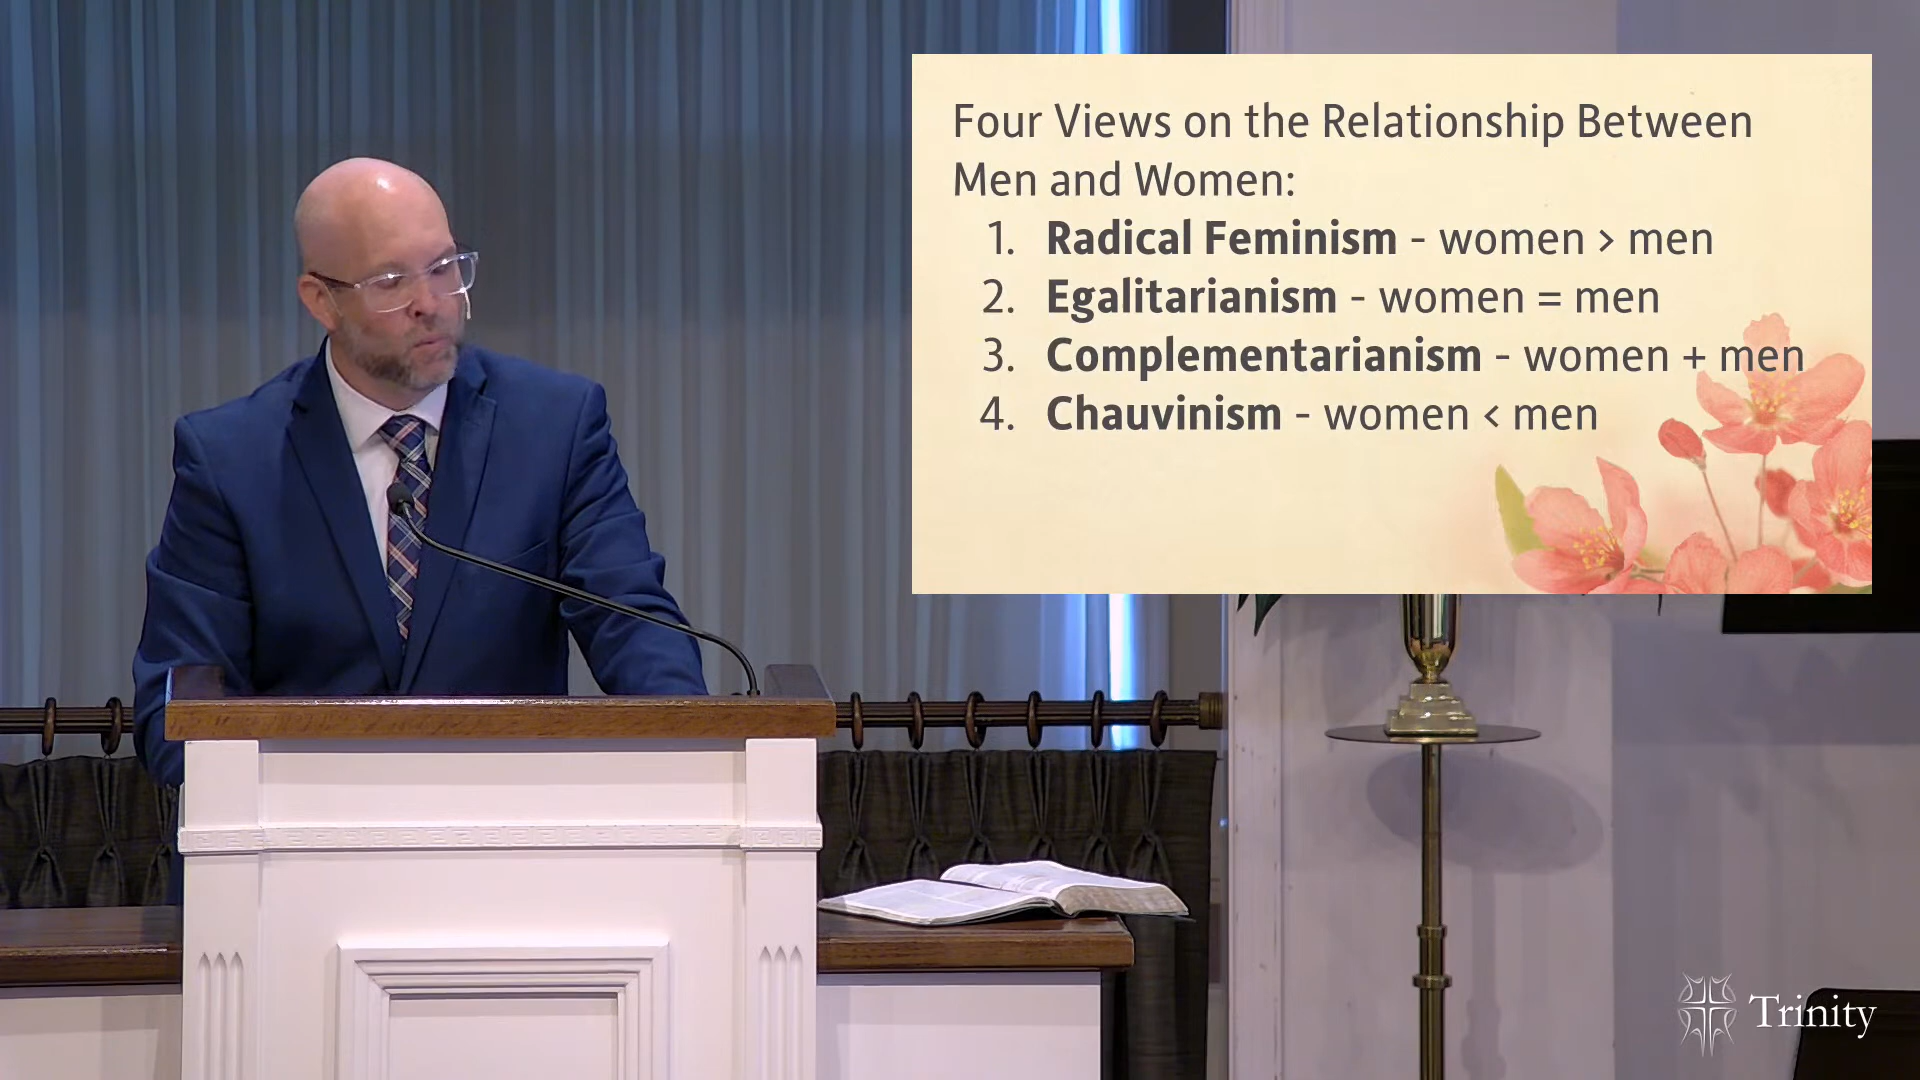 Four Views on the Relationship Between
Men and Women:
1. Radical Feminism - women > men
2. Egalitarianism - women = men
3. Complementarianism - women + men
4. Chauvinism - women < men
Trinity